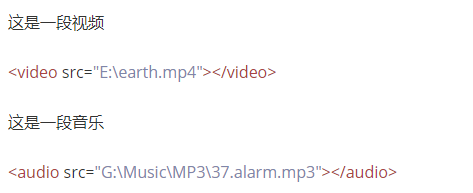 这是一段视频
<video src="E:\earth.mp4"></video>
这是一段音乐
<audio src="G:\Music\MP3\37.alarm.mp3"></audio>